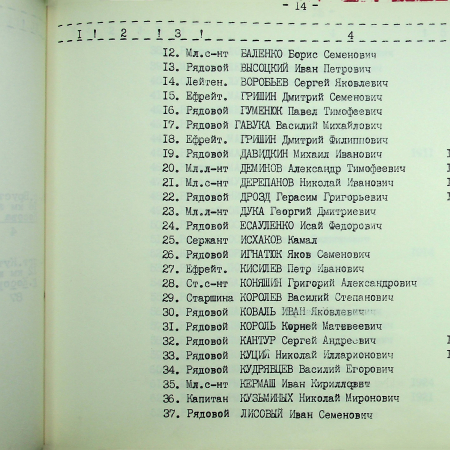 - 14 -
1 ! 2 ! 3 ! 4
12. Мл.с-нт БАЛЕНКО Борис Семенович
13. Рядовой ВЫСОЦКИЙ Иван Петрович
14. Лейтен. ВОРОБЬЕВ Сергей Яковлевич
15. Ефрейт. ГРИШИН Дмитрий Семенович
16. Рядовой ГУМЕНЮК Павел Тимофеевич
17. Рядовой ГАВУКА Василий Михайлович
18. Ефрейт. ГРИШИН Дмитрий Филиппович
19. Рядовой ДАВИДКИН Михаил Иванович
20. Мл.л-нт ДЕМИНОВ Александр Тимофеевич
21. Мл.с-нт ДЕРЕПАНОВ Николай Иванович
22. Рядовой ДРОЗД Герасим Григорьевич
23. Мл.л-нт ДУКА Георгий Дмитриевич
24. Рядовой ЕСАУЛЕНКО Исай Федорович
25. Сержант ИСХАКОВ Камал
26. Рядовой ИГНАТЮК Яков Семенович
27. Ефрейт. КИСИЛЕВ Петр Иванович
28. Ст.с-нт КОНЯШИН Григорий Александрович
29. Старшина КОРОЛЕВ Василий Степанович
30. Рядовой КОВАЛЬ ИВАН Яковлевич
31. Рядовой КОРОЛЬ Корней Матвеевич
32. Рядовой КАНТУР Сергей Андреевич
33. Рядовой КУЦИЙ Николай Илларионович
34. Рядовой КУДРЯВЦЕВ Василий Егорович
35. Мл.с-нт КЕРМАШ Иван
36. Капитан КУЗЬМИНЫХ Николай Миронович
37. Рядовой ЛИСОВЫЙ Иван Семенович